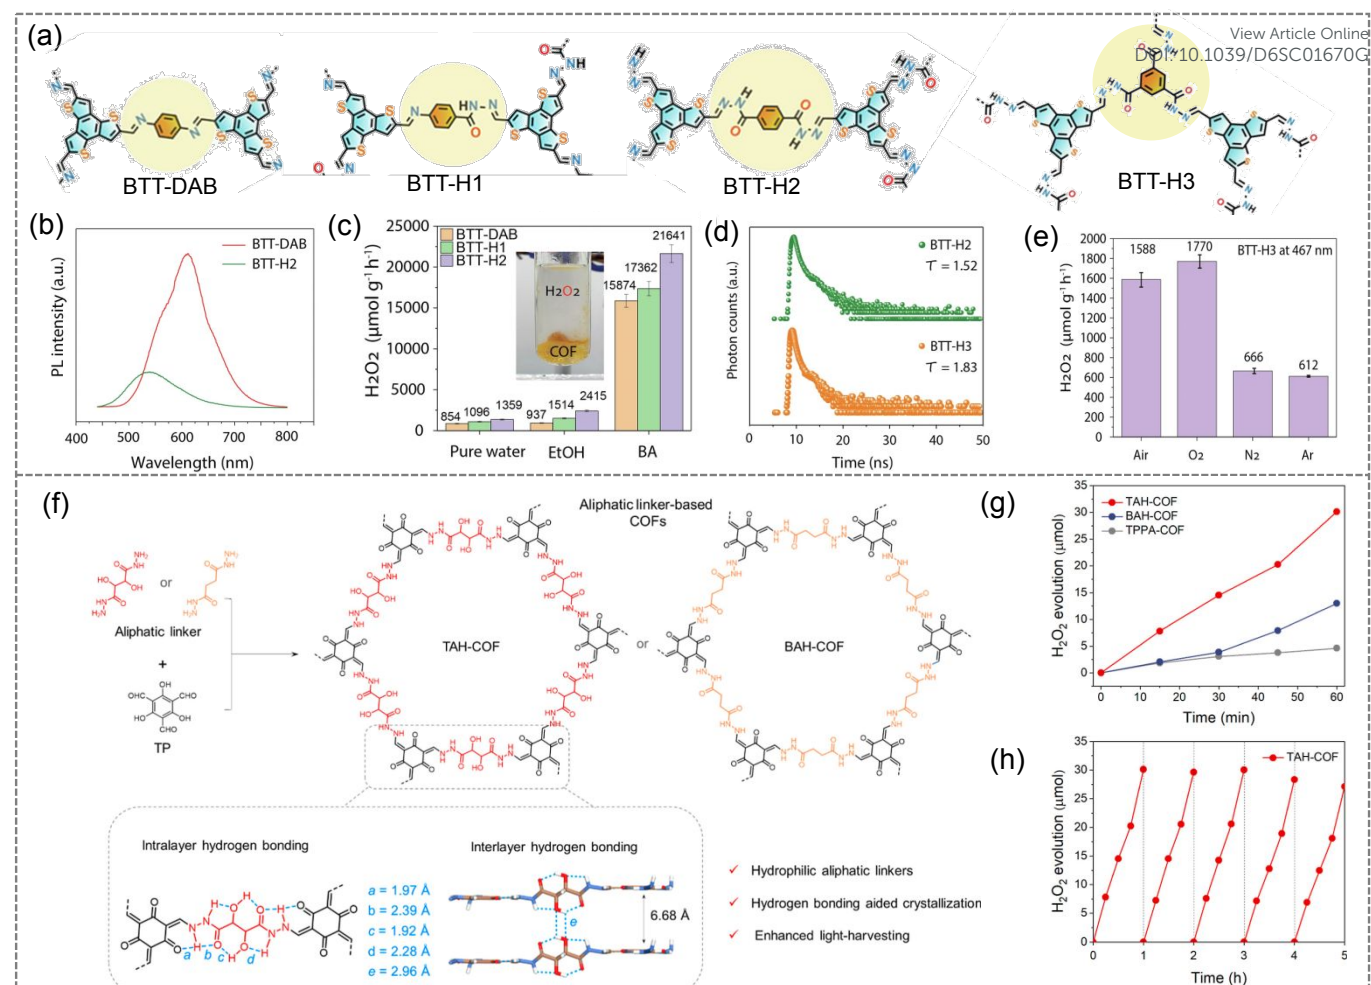 View Article Online
DOI: 10.1039/D6SC01670G
(a)
BTT-DAB
BTT-H1
BTT-H2
BTT-H3
(b)
BTT-DAB
BTT-H2
PL intensity (a.u.)
400 500 600 700 800
Wavelength (nm)
(c)
BTT-DAB
BTT-H1
BTT-H2
H₂O₂ (µmol g⁻¹ h⁻¹)
25000
20000
15000
10000
5000
0
854 1096 1359
937 1514 2415
15874 17362 21641
H₂O₂
COF
Pure water EtOH BA
(d)
Photon counts (a.u.)
BTT-H2
τ = 1.52
BTT-H3
τ = 1.83
0 10 20 30 40 50
Time (ns)
(e)
BTT-H3 at 467 nm
H₂O₂ (µmol g⁻¹ h⁻¹)
2000
1800
1600
1400
1200
1000
800
600
400
200
0
1588 1770 666 612
Air O₂ N₂ Ar
(f)
Aliphatic linker-based
COFs
or
Aliphatic linker
+
TP
TAH-COF
or
BAH-COF
Intralayer hydrogen bonding
a b c d
a = 1.97 Å
b = 2.39 Å
c = 1.92 Å
d = 2.28 Å
e = 2.96 Å
Interlayer hydrogen bonding
e
6.68 Å
✓ Hydrophilic aliphatic linkers
✓ Hydrogen bonding aided crystallization
✓ Enhanced light-harvesting
(g)
TAH-COF
BAH-COF
TPPA-COF
H₂O₂ evolution (µmol)
35
30
25
20
15
10
5
0
0 10 20 30 40 50 60
Time (min)
(h)
TAH-COF
H₂O₂ evolution (µmol)
35
30
25
20
15
10
5
0
0 1 2 3 4 5
Time (h)